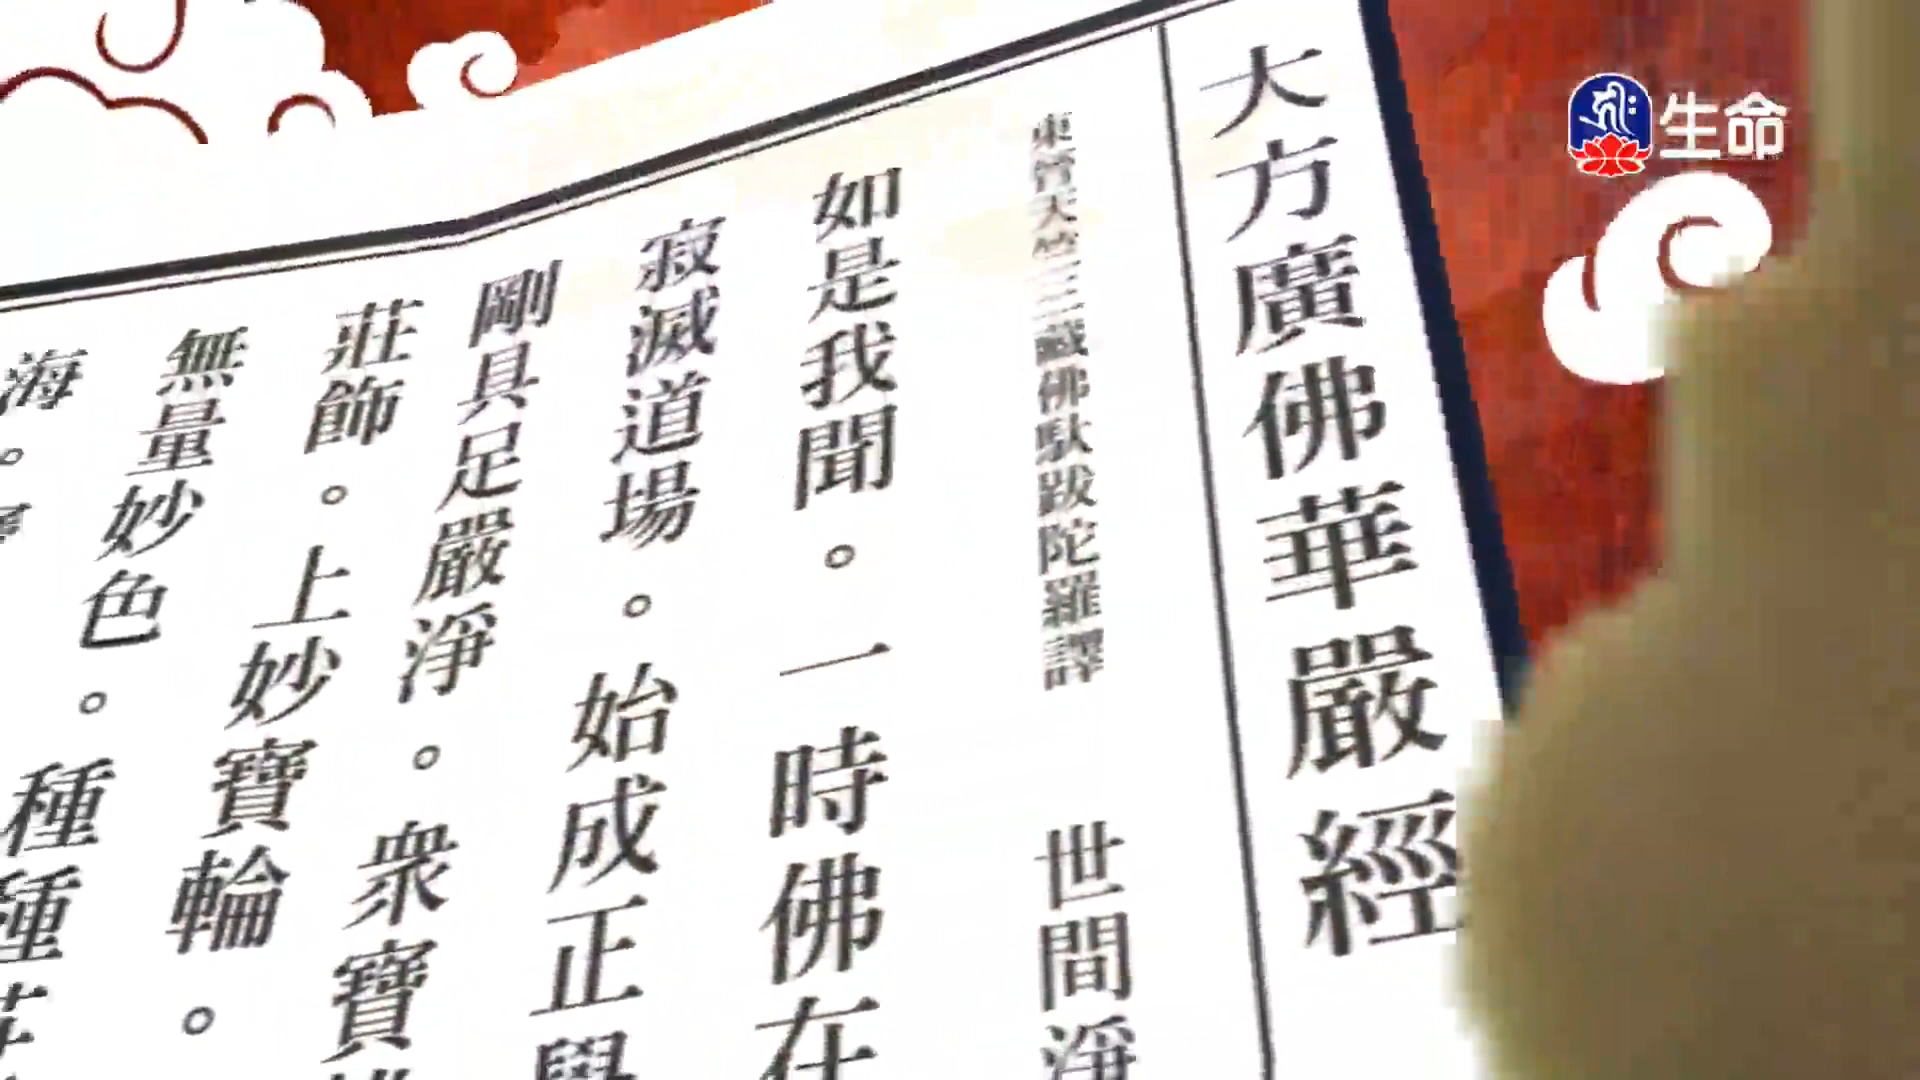 大方廣佛華嚴經
東晉天竺三藏佛馱跋陀羅譯
世間淨
如是我聞。一時佛在
寂滅道場。始成正覺
剛具足嚴淨。衆寶
莊飾。上妙寶輪。
無量妙色。種種
海。
生命